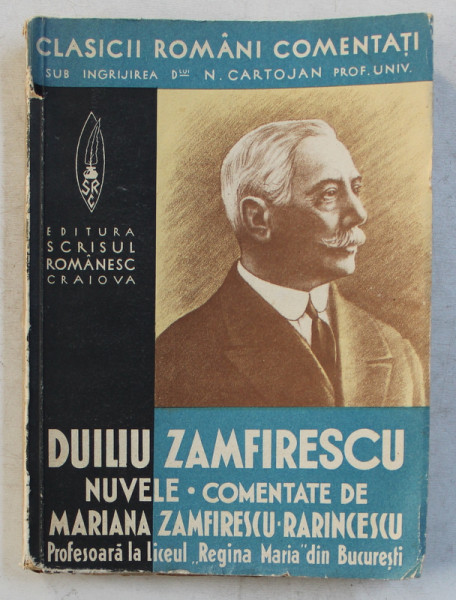 CLASICII ROMÂNI COMENTAȚI
SUB INGRIJIREA DLUI N. CARTOJAN PROF. UNIV.
SRC
EDITURA
SCRISUL
ROMÂNESC
CRAIOVA
DUILIU ZAMFIRESCU
NUVELE • COMENTATE DE
MARIANA ZAMFIRESCU-RARINCESCU
Profesoară la Liceul „Regina Maria" din București